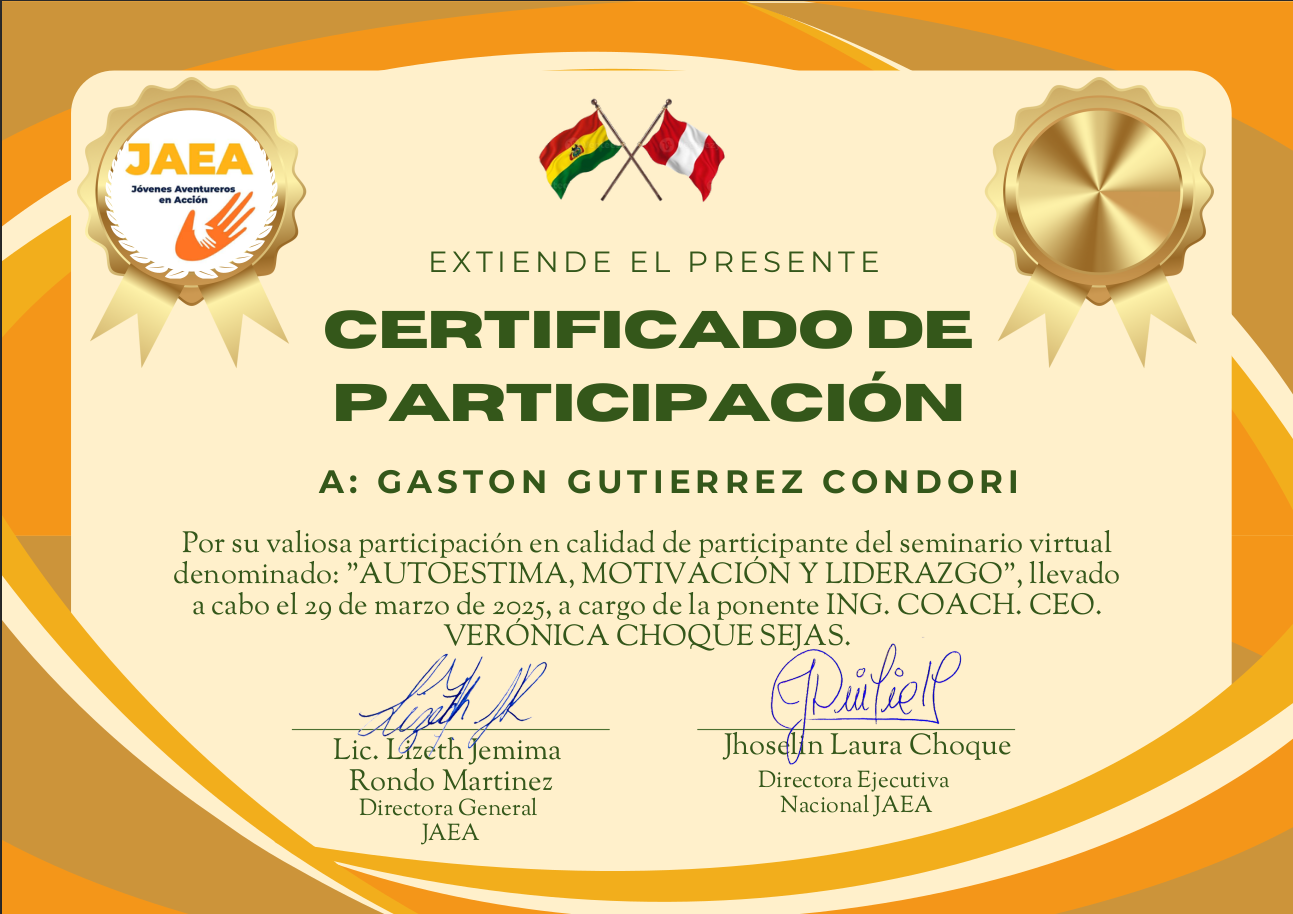 JAEA
Jóvenes Aventureros
en Acción
EXTIENDE EL PRESENTE
CERTIFICADO DE
PARTICIPACIÓN
A: GASTON GUTIERREZ CONDORI
Por su valiosa participación en calidad de participante del seminario virtual
denominado: "AUTOESTIMA, MOTIVACIÓN Y LIDERAZGO", llevado
a cabo el 29 de marzo de 2025, a cargo de la ponente ING. COACH. CEO.
VERÓNICA CHOQUE SEJAS.
Lizeth JR
Lic. Lizeth Jemima
Rondo Martinez
Directora General
JAEA
Jhoselin Laura Choque
Directora Ejecutiva
Nacional JAEA